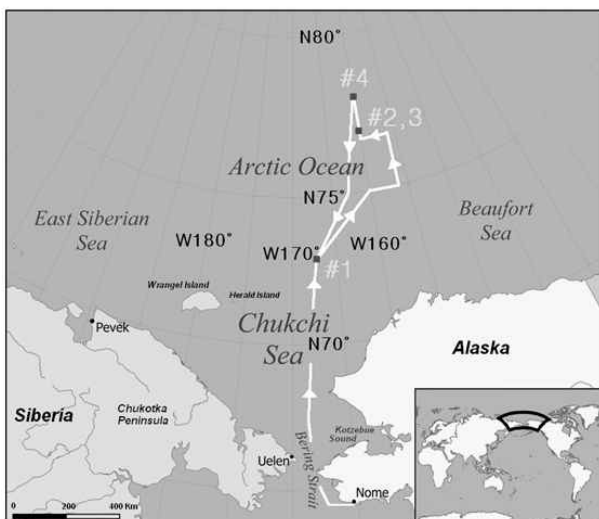 N80°
#4
#2,3
Arctic Ocean
N75°
East Siberian
Sea
Beaufort
Sea
W180°
W170°
W160°
#1
Wrangel Island
Herald Island
Chukchi
Sea
Pevek
N70°
Alaska
Siberia
Chukotka
Peninsula
Kotzebue
Sound
Uelen
Bering Strait
Nome
0 200 400 Km